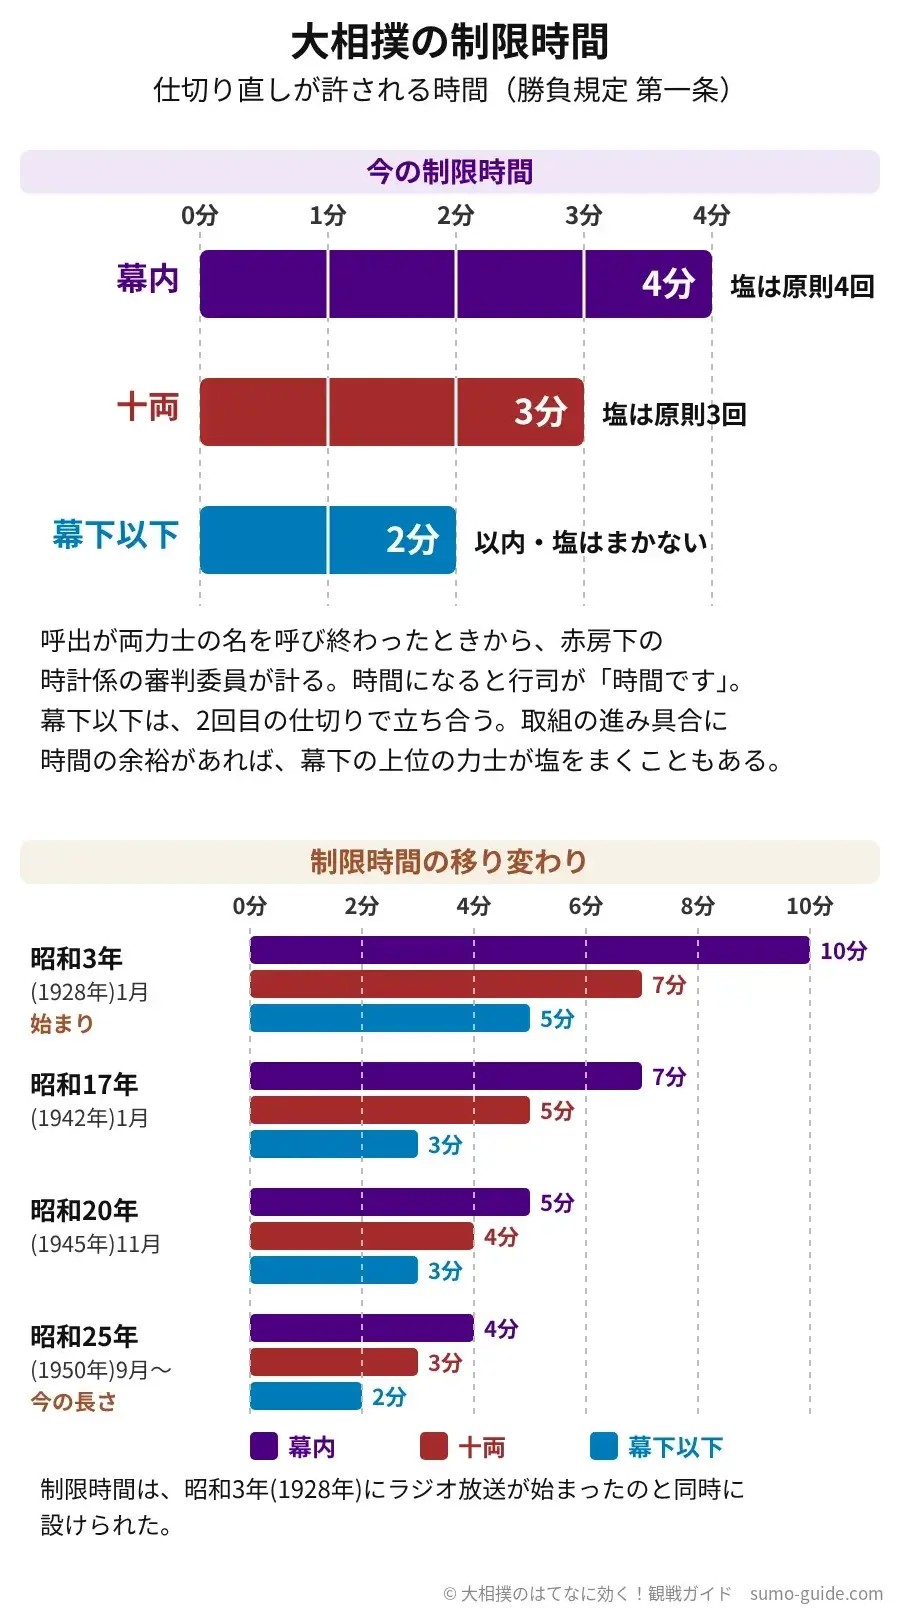 大相撲の制限時間
仕切り直しが許される時間（勝負規定 第一条）
今の制限時間
0分 1分 2分 3分 4分
幕内 4分 塩は原則4回
十両 3分 塩は原則3回
幕下以下 2分 以内・塩はまかない
呼出が両力士の名を呼び終わったときから、赤房下の
時計係の審判委員が計る。時間になると行司が「時間です」。
幕下以下は、2回目の仕切りで立ち合う。取組の進み具合に
時間の余裕があれば、幕下の上位の力士が塩をまくこともある。
制限時間の移り変わり
0分 2分 4分 6分 8分 10分
昭和3年 10分
(1928年)1月 7分
始まり 5分
昭和17年 7分
(1942年)1月 5分
3分
昭和20年 5分
(1945年)11月 4分
3分
昭和25年 4分
(1950年)9月～ 3分
今の長さ 2分
幕内 十両 幕下以下
制限時間は、昭和3年(1928年)にラジオ放送が始まったのと同時に
設けられた。
© 大相撲のはてなに効く！観戦ガイド sumo-guide.com